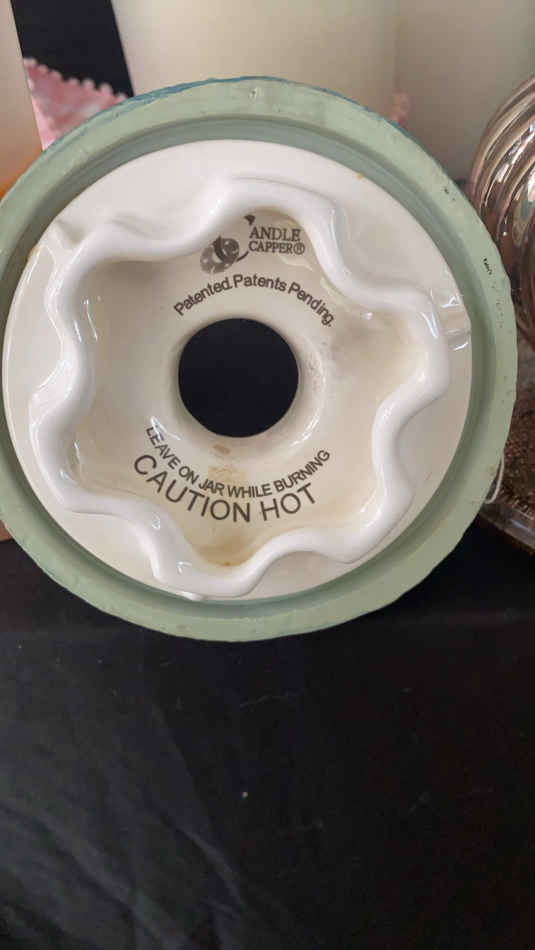 ANDLE
CAPPER®
Patented. Patents Pending.
LEAVE ON JAR WHILE BURNING
CAUTION HOT